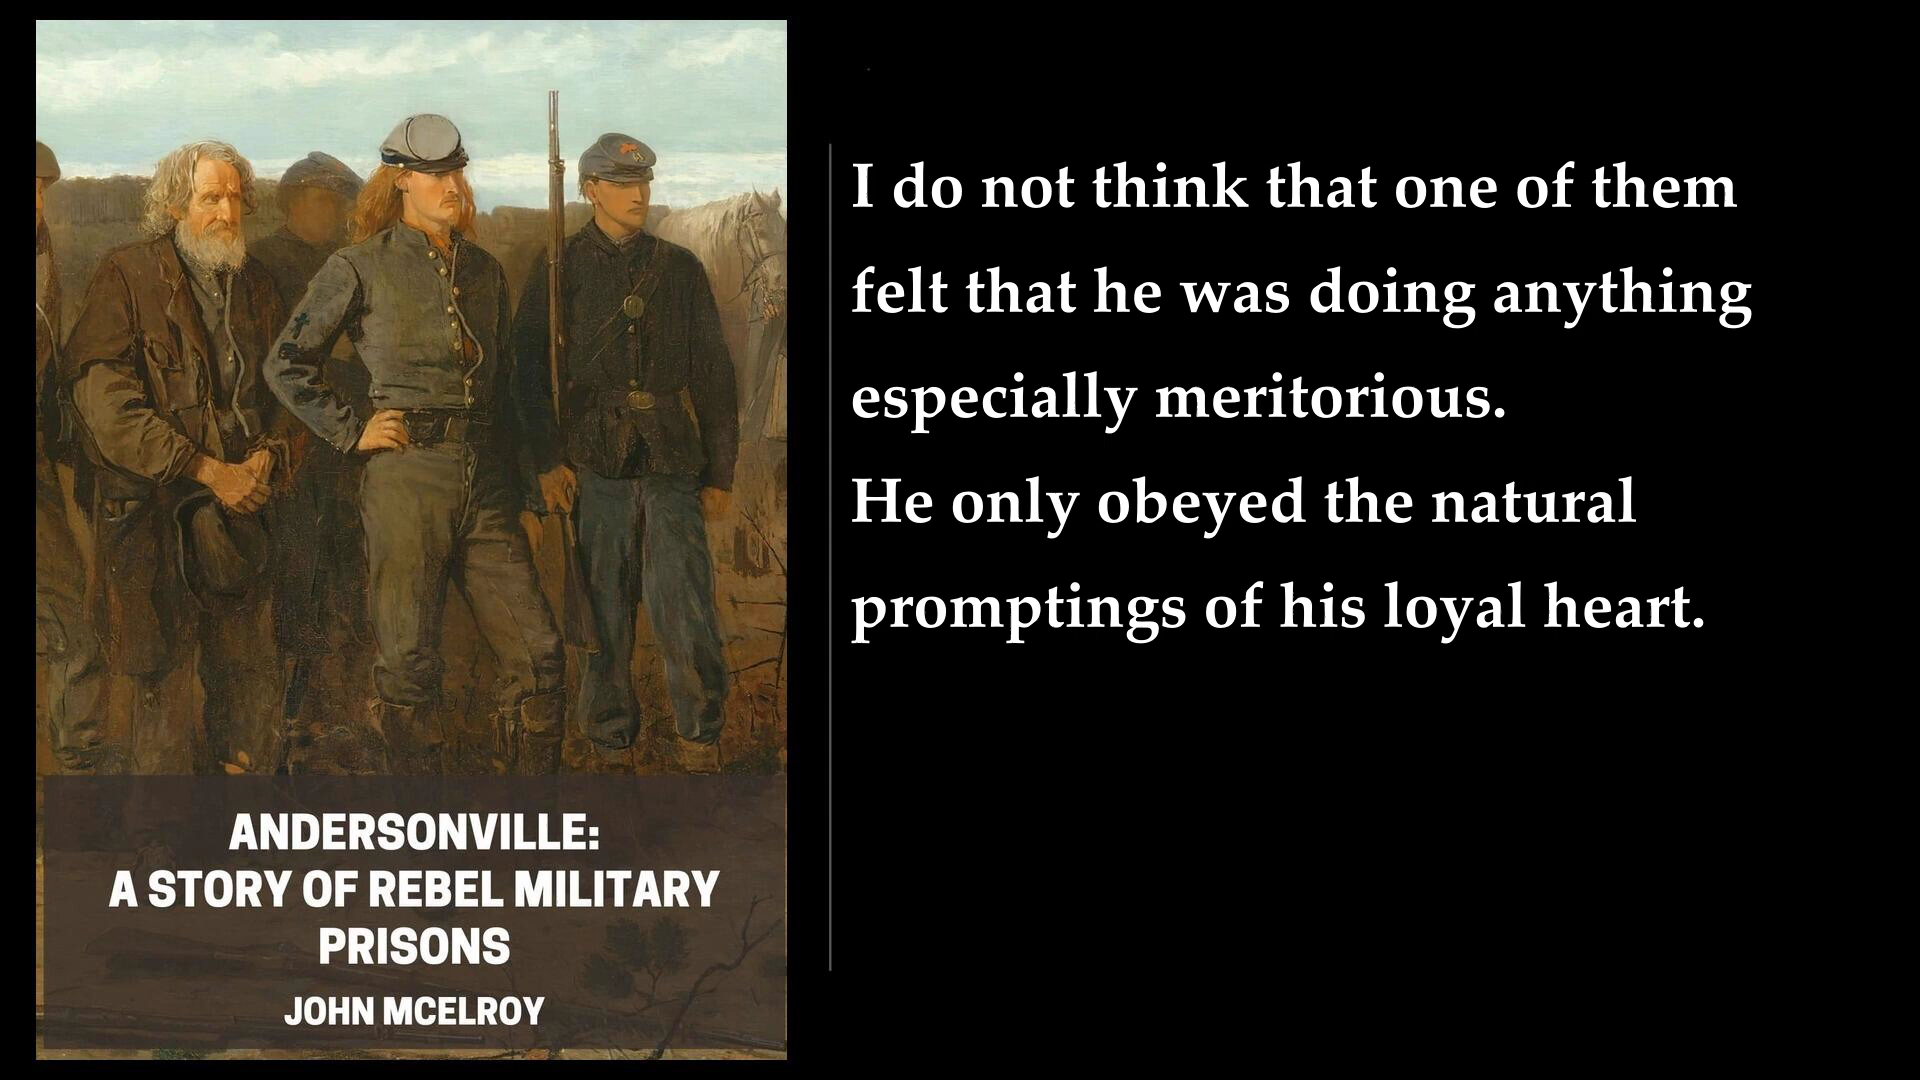 ANDERSONVILLE:
A STORY OF REBEL MILITARY
PRISONS
JOHN MCELROY
I do not think that one of them
felt that he was doing anything
especially meritorious.
He only obeyed the natural
promptings of his loyal heart.